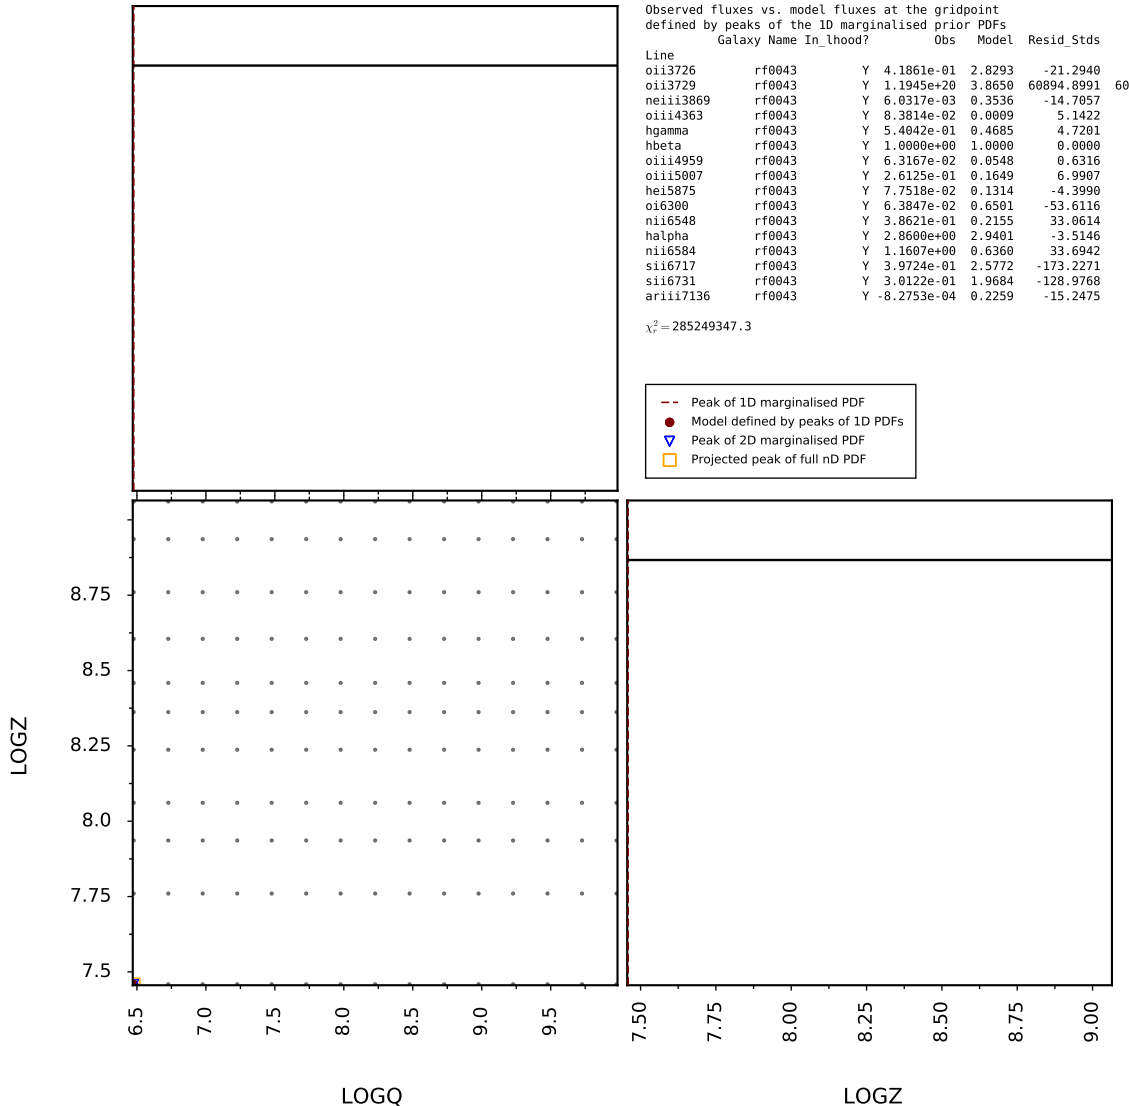 Observed fluxes vs. model fluxes at the gridpoint
defined by peaks of the 1D marginalised prior PDFs
Galaxy Name In_lhood? Obs Model Resid_Stds
Line
oii3726 rf0043 Y 4.1861e-01 2.8293 -21.2940
oii3729 rf0043 Y 1.1945e+20 3.8650 60894.8991 60
neiii3869 rf0043 Y 6.0317e-03 0.3536 -14.7057
oiii4363 rf0043 Y 8.3814e-02 0.0009 5.1422
hgamma rf0043 Y 5.4042e-01 0.4685 4.7201
hbeta rf0043 Y 1.0000e+00 1.0000 0.0000
oiii4959 rf0043 Y 6.3167e-02 0.0548 0.6316
oiii5007 rf0043 Y 2.6125e-01 0.1649 6.9907
hei5875 rf0043 Y 7.7518e-02 0.1314 -4.3990
oi6300 rf0043 Y 6.3847e-02 0.6501 -53.6116
nii6548 rf0043 Y 3.8621e-01 0.2155 33.0614
halpha rf0043 Y 2.8600e+00 2.9401 -3.5146
nii6584 rf0043 Y 1.1607e+00 0.6360 33.6942
sii6717 rf0043 Y 3.9724e-01 2.5772 -173.2271
sii6731 rf0043 Y 3.0122e-01 1.9684 -128.9768
ariii7136 rf0043 Y -8.2753e-04 0.2259 -15.2475
χ²ᵣ = 285249347.3
Peak of 1D marginalised PDF
Model defined by peaks of 1D PDFs
Peak of 2D marginalised PDF
Projected peak of full nD PDF
LOGZ
8.75
8.5
8.25
8.0
7.75
7.5
6.5 7.0 7.5 8.0 8.5 9.0 9.5
LOGQ
7.50 7.75 8.00 8.25 8.50 8.75 9.00
LOGZ